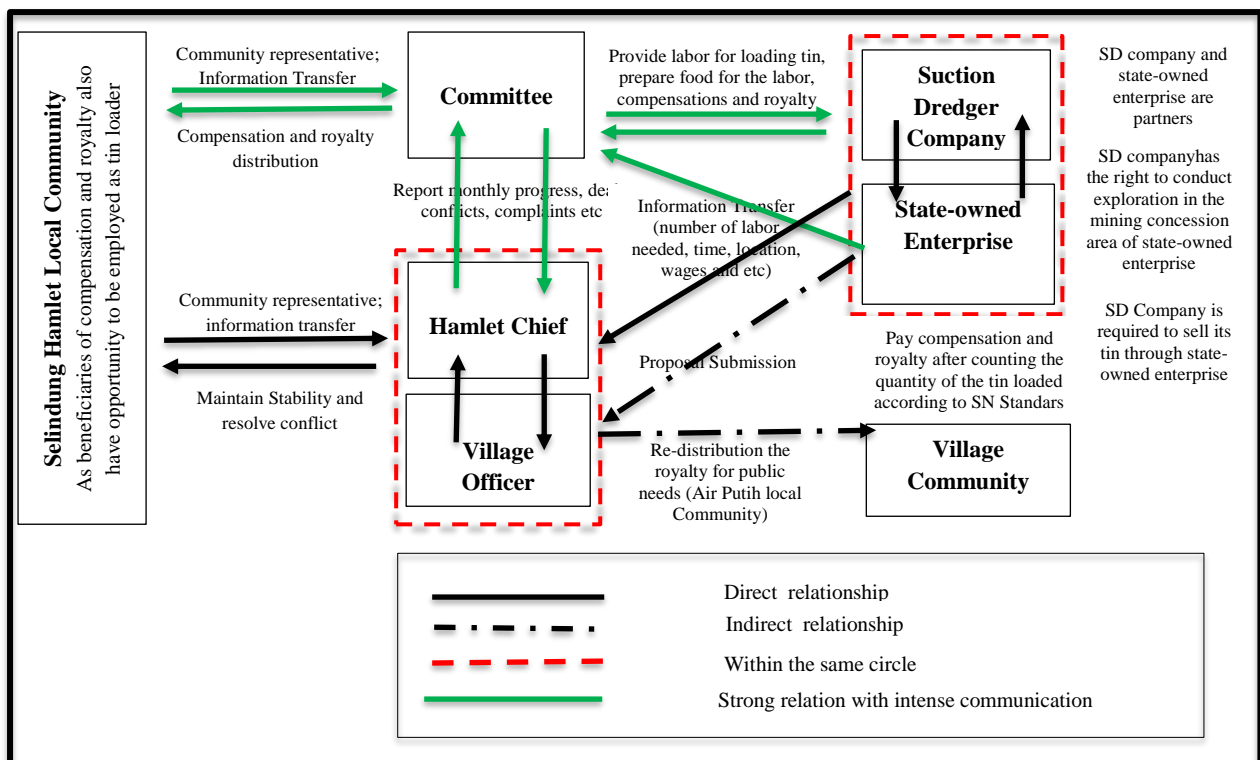 Selindung Hamlet Local Community
As beneficiaries of compensation and royalty also
have opportunity to be employed as tin loader
Community representative;
Information Transfer
Compensation and royalty
distribution
Committee
Provide labor for loading tin,
prepare food for the labor,
compensations and royalty
Suction
Dredger
Company
SD company and
state-owned
enterprise are
partners
SD companyhas
the right to conduct
exploration in the
mining concession
area of state-owned
enterprise
SD Company is
required to sell its
tin through state-
owned enterprise
Report monthly progress,
conflicts, complaints etc
Information Transfer
(number of labor
needed, time, location,
wages and etc)
State-owned
Enterprise
Community representative;
information transfer
Maintain Stability and
resolve conflict
Hamlet Chief
Proposal Submission
Pay compensation and
royalty after counting the
quantity of the tin loaded
according to SN Standars
Village
Officer
Re-distribution the
royalty for public
needs (Air Putih local
Community)
Village
Community
Direct relationship
Indirect relationship
Within the same circle
Strong relation with intense communication